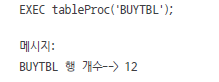 EXEC tableProc('BUYTBL');
메시지:
BUYTBL 행 개수--> 12